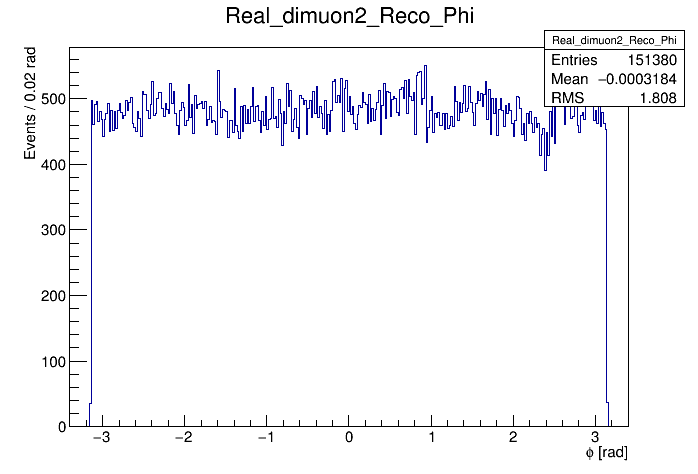 Real_dimuon2_Reco_Phi
Real_dimuon2_Reco_Phi
Entries 151380
Mean −0.0003184
RMS 1.808
Events / 0.02 rad
500
400
300
200
100
0
−3 −2 −1 0 1 2 3
ϕ [rad]